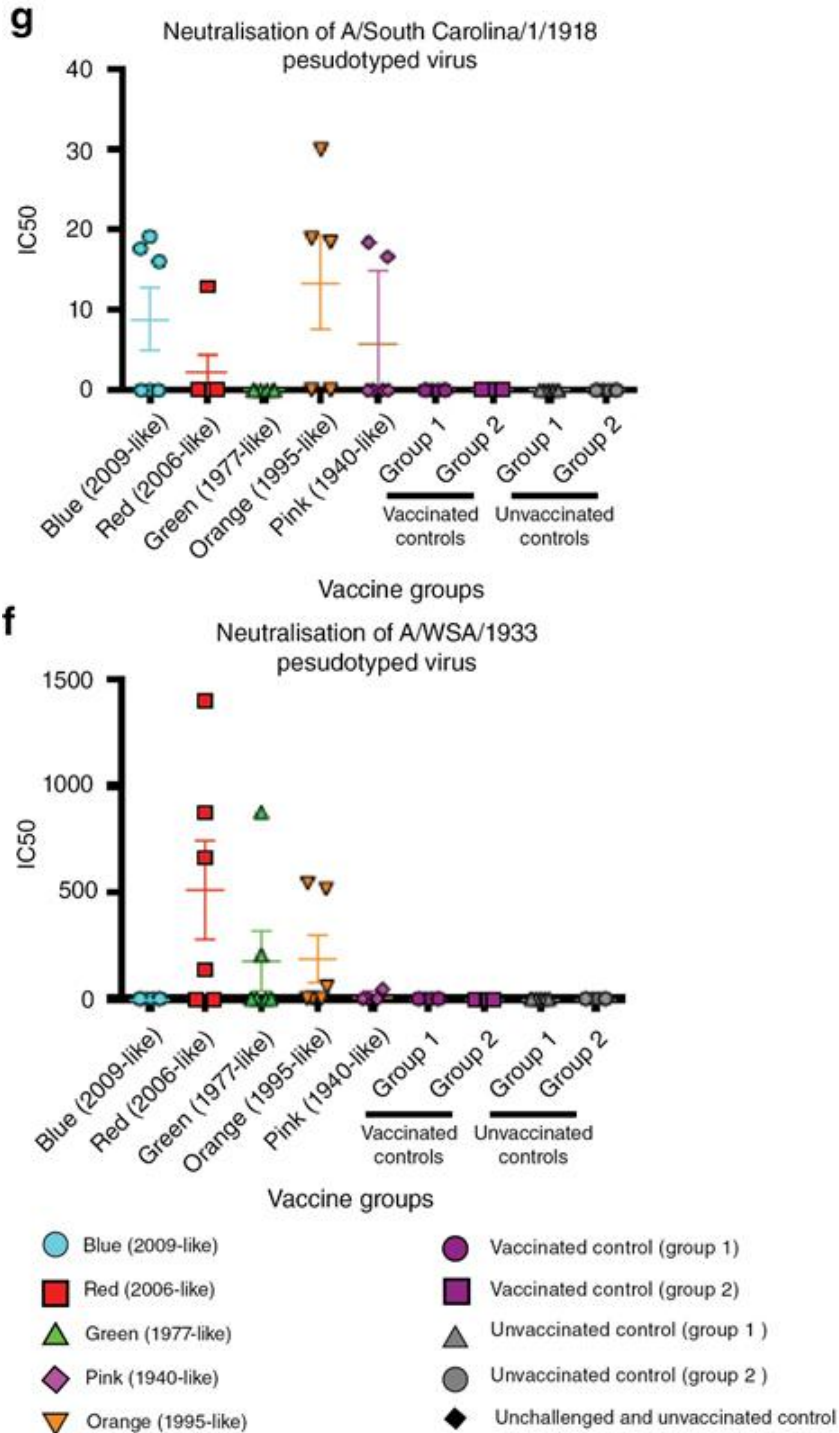 g
Neutralisation of A/South Carolina/1/1918
pesudotyped virus
40
30
20
10
0
IC50
Blue (2009-like)
Red (2006-like)
Green (1977-like)
Orange (1995-like)
Pink (1940-like)
Group 1
Group 2
Group 1
Group 2
Vaccinated
controls
Unvaccinated
controls
Vaccine groups
f
Neutralisation of A/WSA/1933
pesudotyped virus
1500
1000
500
0
IC50
Blue (2009-like)
Red (2006-like)
Green (1977-like)
Orange (1995-like)
Pink (1940-like)
Group 1
Group 2
Group 1
Group 2
Vaccinated
controls
Unvaccinated
controls
Vaccine groups
Blue (2009-like)
Red (2006-like)
Green (1977-like)
Pink (1940-like)
Orange (1995-like)
Vaccinated control (group 1)
Vaccinated control (group 2)
Unvaccinated control (group 1 )
Unvaccinated control (group 2 )
Unchallenged and unvaccinated control